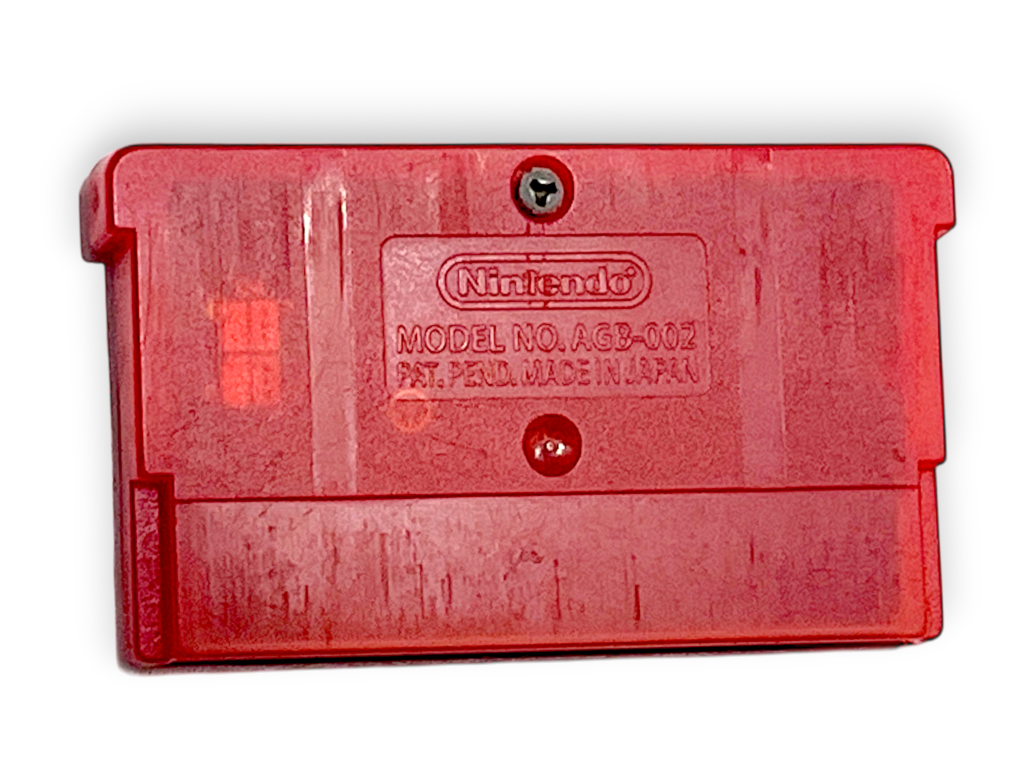 Nintendo®
MODEL NO. AGB-002
PAT. PEND. MADE IN JAPAN